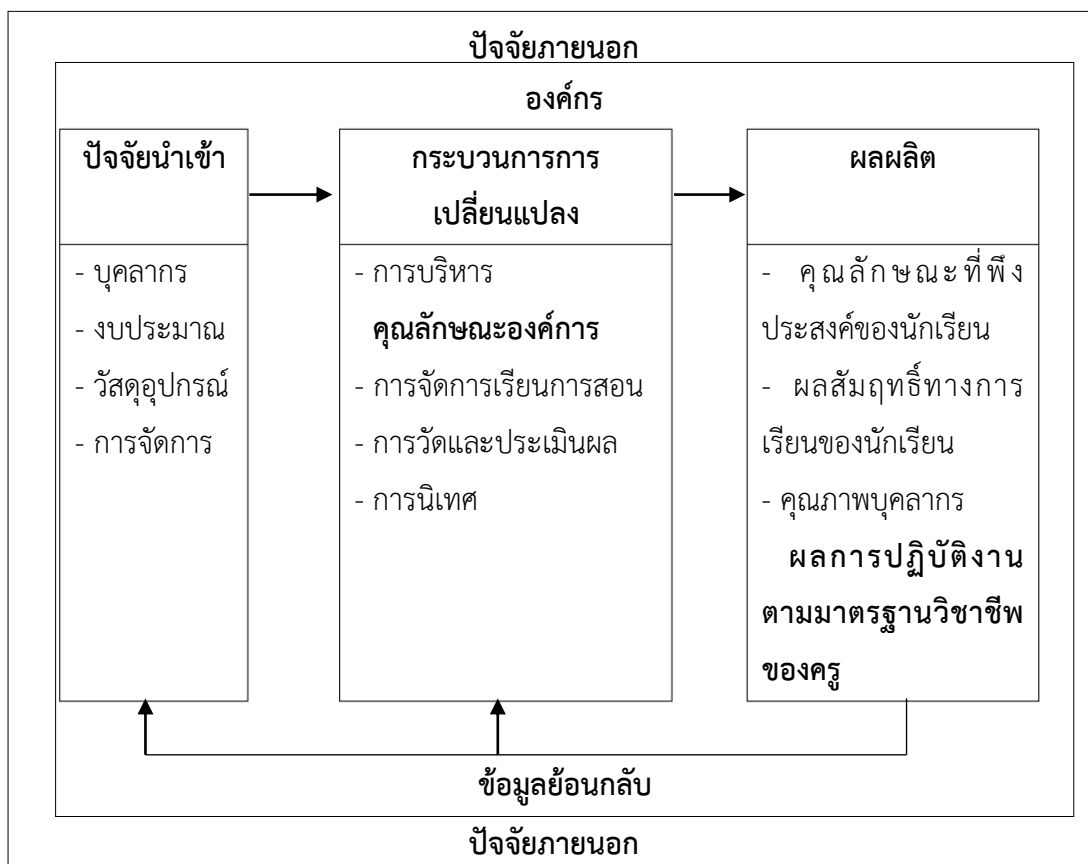 ปัจจัยภายนอก
องค์กร
ปัจจัยนำเข้า
- บุคลากร
- งบประมาณ
- วัสดุอุปกรณ์
- การจัดการ
กระบวนการการ
เปลี่ยนแปลง
- การบริหาร
คุณลักษณะองค์การ
- การจัดการเรียนการสอน
- การวัดและประเมินผล
- การนิเทศ
ผลผลิต
- คุณลักษณะที่พึง
ประสงค์ของนักเรียน
- ผลสัมฤทธิ์ทางการ
เรียนของนักเรียน
- คุณภาพบุคลากร
ผลการปฏิบัติงาน
ตามมาตรฐานวิชาชีพ
ของครู
ข้อมูลย้อนกลับ
ปัจจัยภายนอก